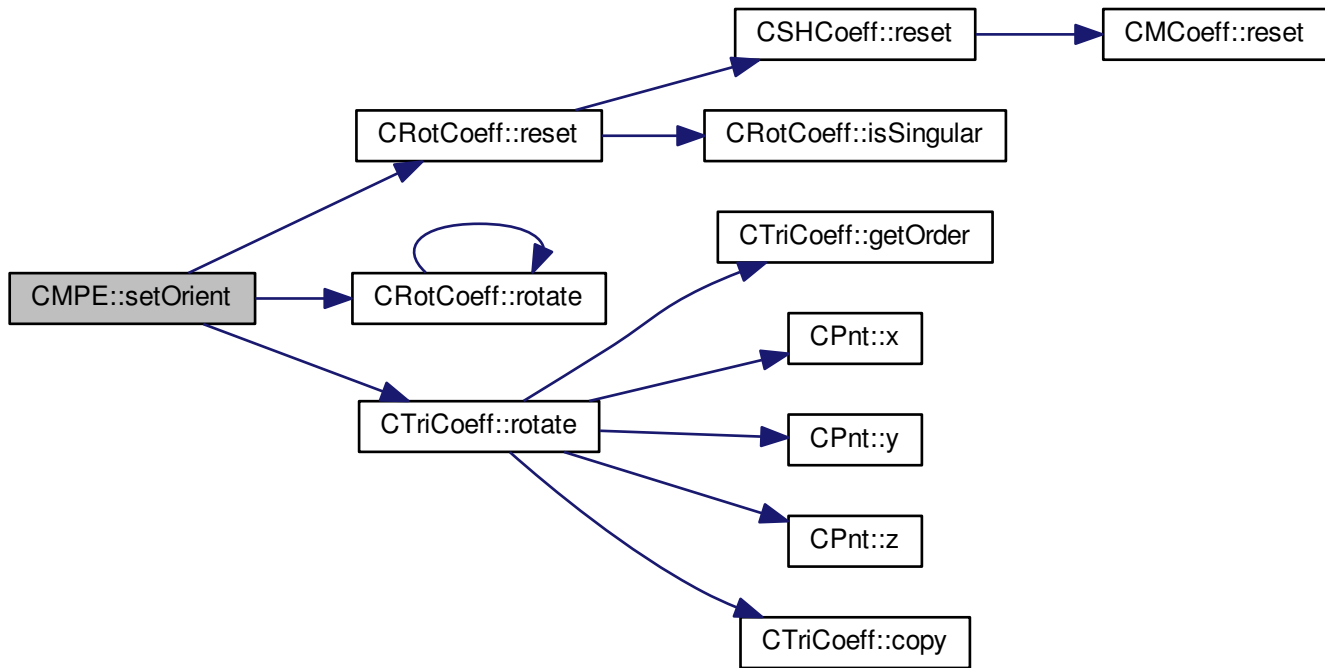 CSHCoeff::reset
CMCoeff::reset
CRotCoeff::reset
CRotCoeff::isSingular
CTriCoeff::getOrder
CMPE::setOrient
CRotCoeff::rotate
CPnt::x
CTriCoeff::rotate
CPnt::y
CPnt::z
CTriCoeff::copy